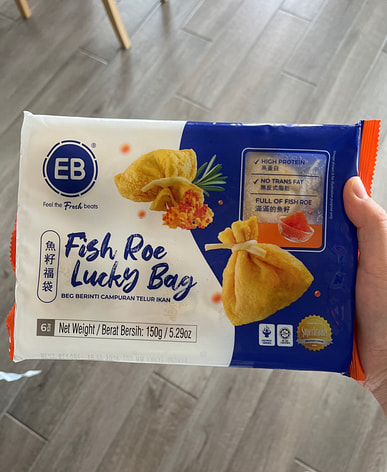 EB
®
Feel the Fresh beats
HIGH PROTEIN
高蛋白
NO TRANS FAT
無反式脂肪
FULL OF FISH ROE
滿滿的魚籽
魚籽福袋
Fish Roe
Lucky Bag
BEG BERINTI CAMPURAN TELUR IKAN
Net Weight / Berat Bersih: 150g / 5.29oz